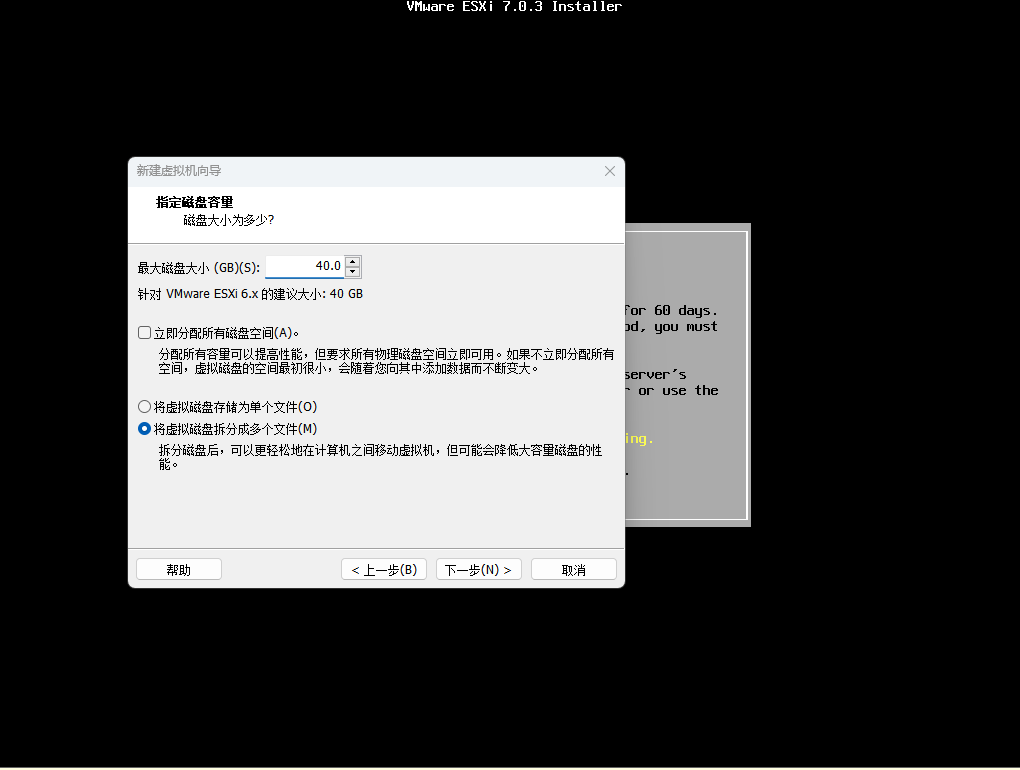 VMware ESXi 7.0.3 Installer
新建虚拟机向导
指定磁盘容量
磁盘大小为多少?
最大磁盘大小 (GB)(S): 40.0
针对 VMware ESXi 6.x 的建议大小: 40 GB
立即分配所有磁盘空间(A)。
分配所有容量可以提高性能，但要求所有物理磁盘空间立即可用。如果不立即分配所有
空间，虚拟磁盘的空间最初很小，会随着您向其中添加数据而不断变大。
将虚拟磁盘存储为单个文件(O)
将虚拟磁盘拆分成多个文件(M)
拆分磁盘后，可以更轻松地在计算机之间移动虚拟机，但可能会降低大容量磁盘的性
能。
帮助 < 上一步(B) 下一步(N) > 取消
for 60 days.
od, you must
server's
r or use the
ing.
.